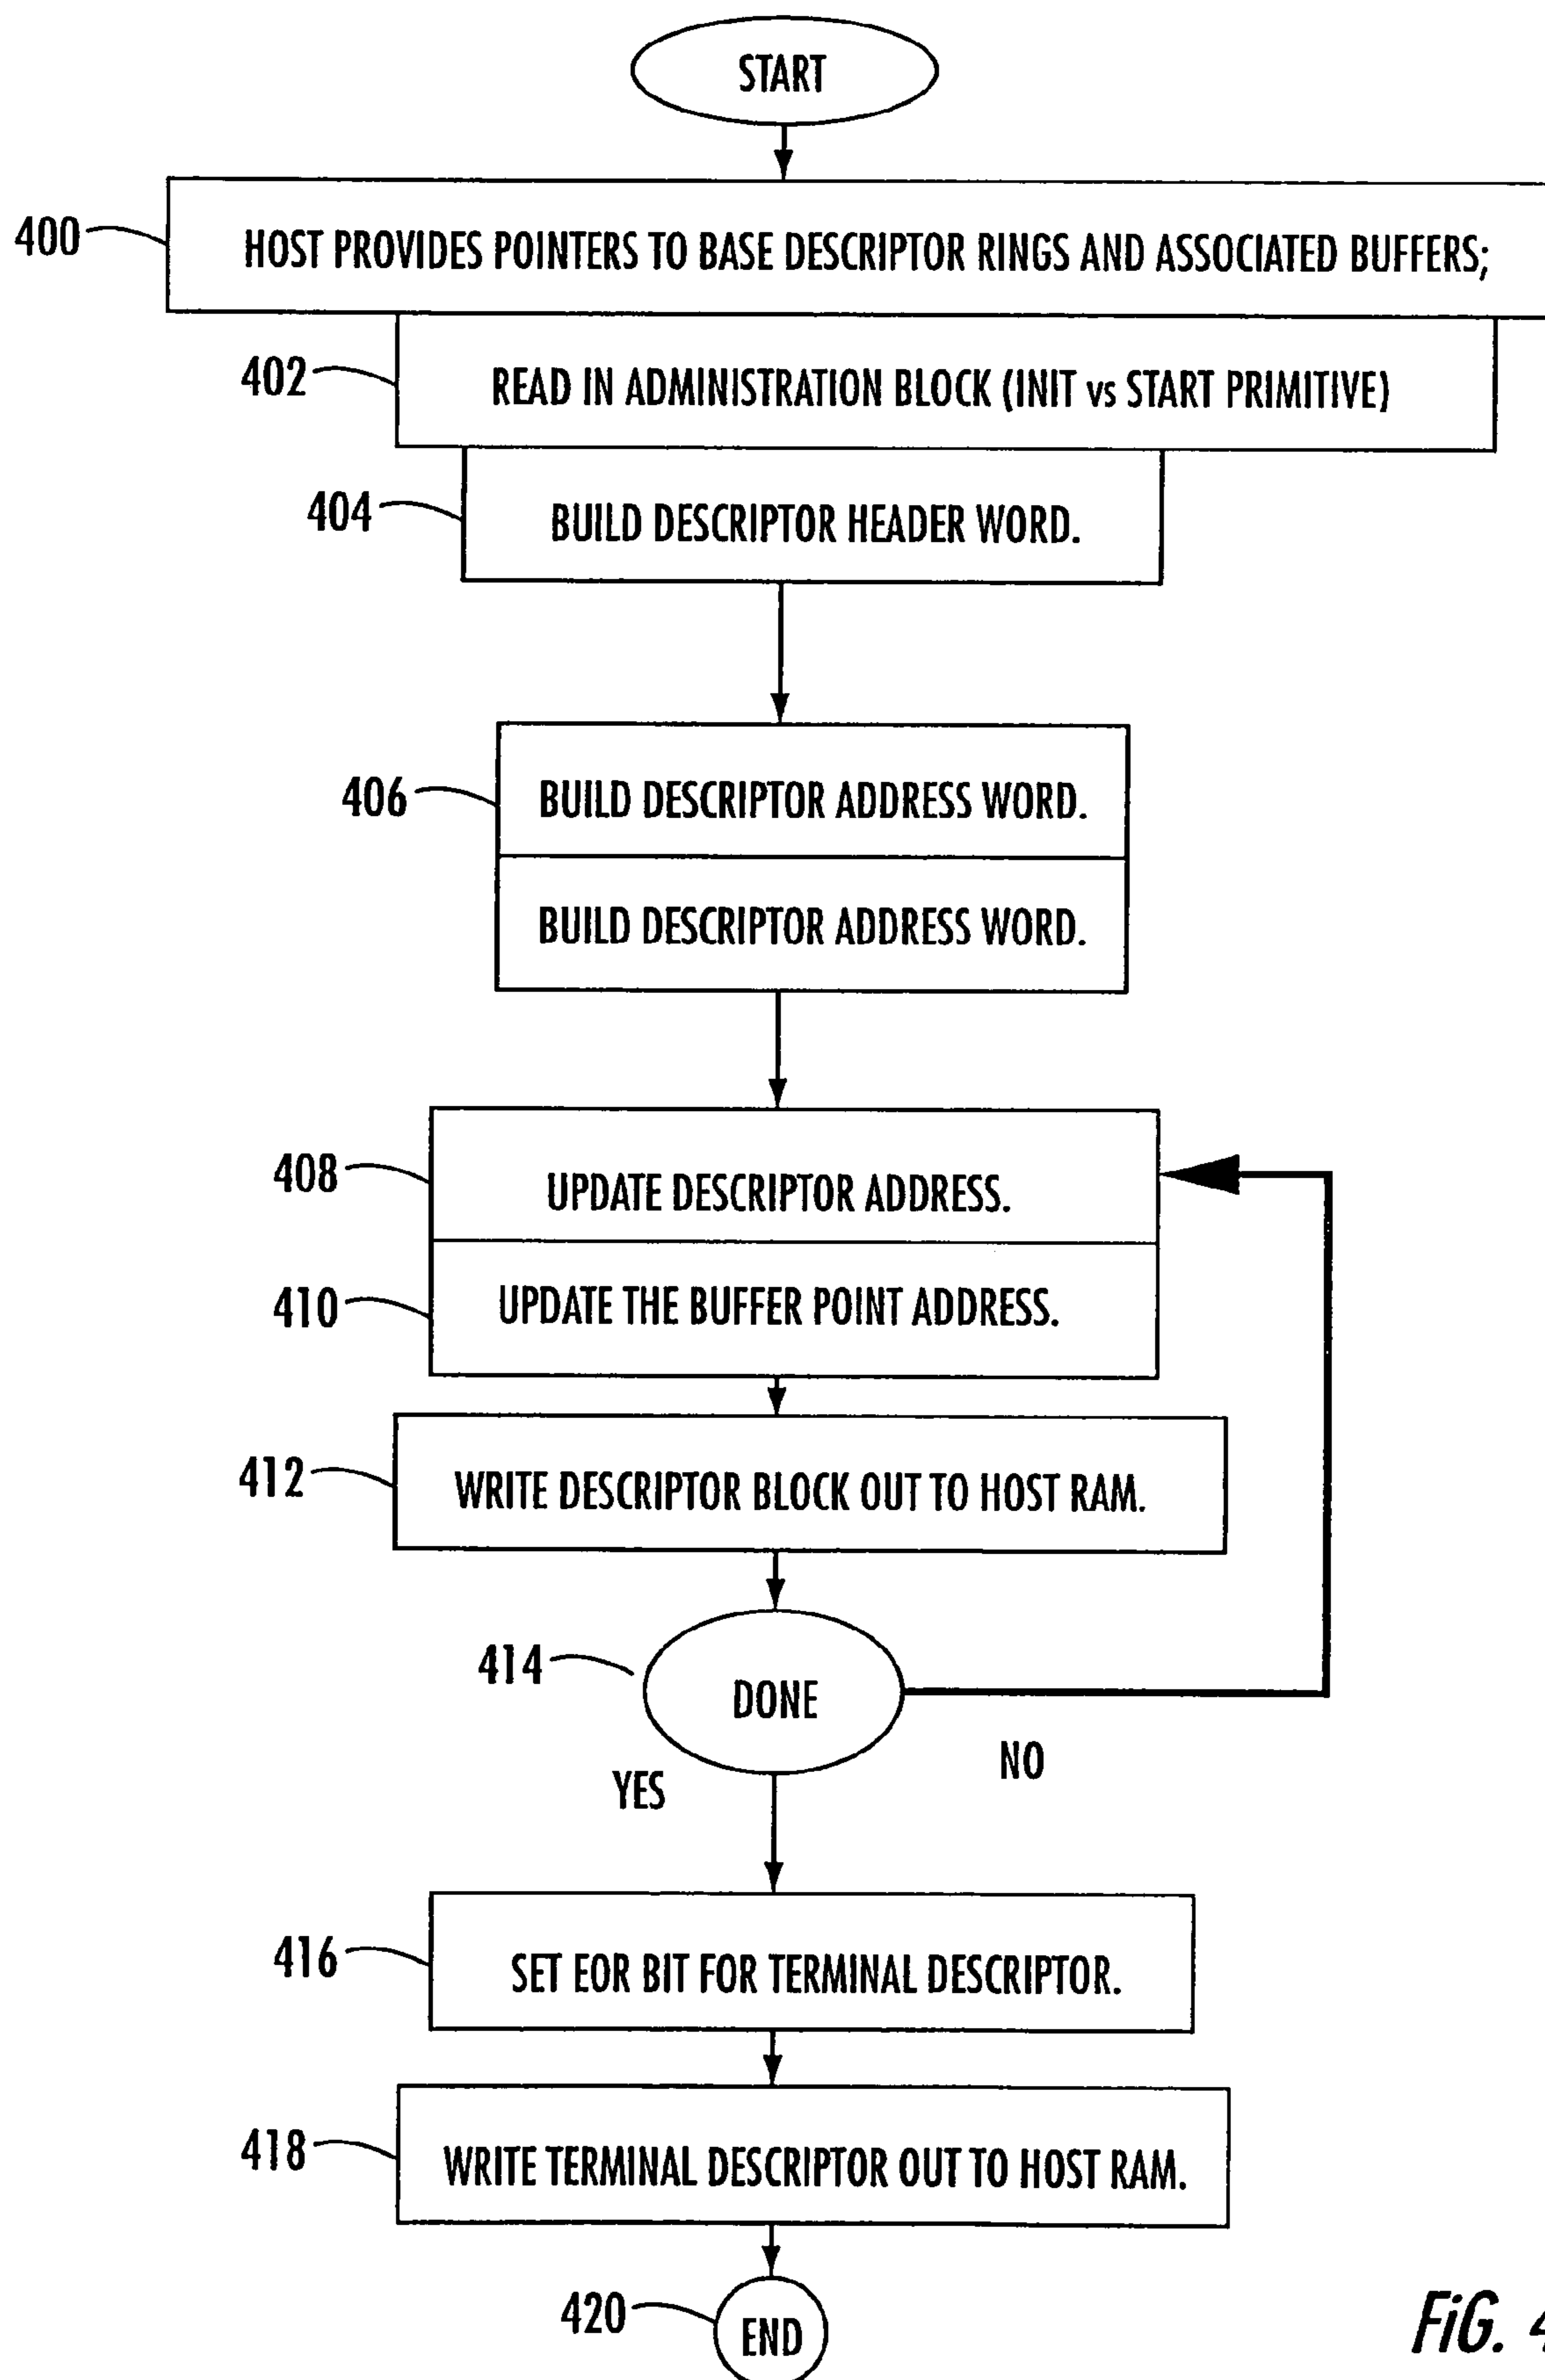 START
400 HOST PROVIDES POINTERS TO BASE DESCRIPTOR RINGS AND ASSOCIATED BUFFERS;
402 READ IN ADMINISTRATION BLOCK (INIT vs START PRIMITIVE)
404 BUILD DESCRIPTOR HEADER WORD.
406 BUILD DESCRIPTOR ADDRESS WORD.
BUILD DESCRIPTOR ADDRESS WORD.
408 UPDATE DESCRIPTOR ADDRESS.
410 UPDATE THE BUFFER POINT ADDRESS.
412 WRITE DESCRIPTOR BLOCK OUT TO HOST RAM.
414 DONE
NO
YES
416 SET EOR BIT FOR TERMINAL DESCRIPTOR.
418 WRITE TERMINAL DESCRIPTOR OUT TO HOST RAM.
420 END
FIG. 4